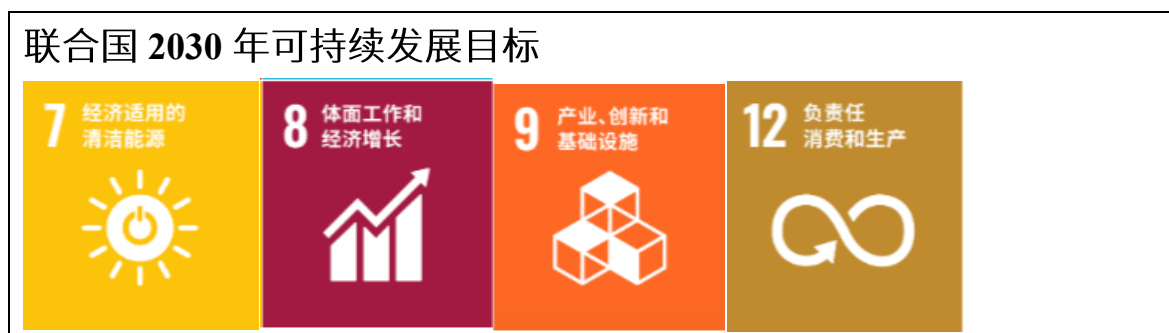 联合国 2030 年可持续发展目标
7 经济适用的
清洁能源
8 体面工作和
经济增长
9 产业、创新和
基础设施
12 负责任
消费和生产